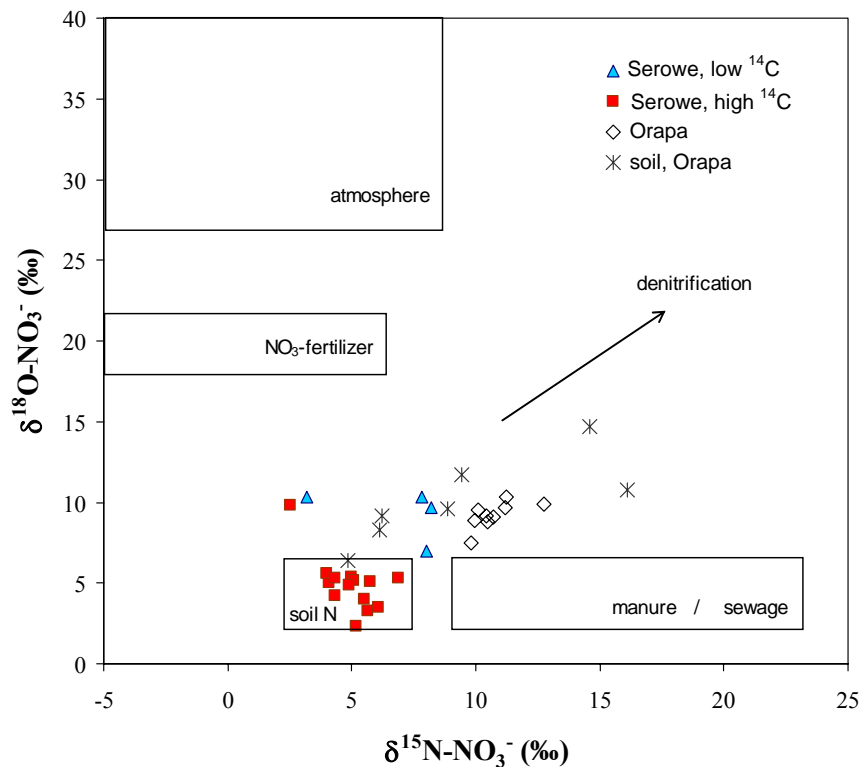 40
35
30
25
20
15
10
5
0
-5
0
5
10
15
20
25
δ¹⁸O-NO₃⁻ (‰)
δ¹⁵N-NO₃⁻ (‰)
Serowe, low ¹⁴C
Serowe, high ¹⁴C
Orapa
soil, Orapa
atmosphere
denitrification
NO₃-fertilizer
soil N
manure / sewage